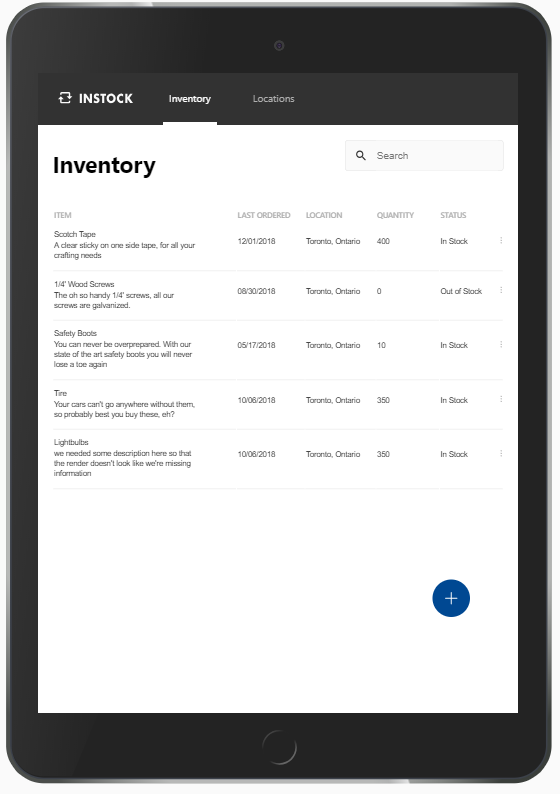 INSTOCK Inventory Locations
Inventory
Search
ITEM LAST ORDERED LOCATION QUANTITY STATUS
Scotch Tape
A clear sticky on one side tape, for all your
crafting needs
12/01/2018 Toronto, Ontario 400 In Stock
1/4' Wood Screws
The oh so handy 1/4' screws, all our
screws are galvanized.
08/30/2018 Toronto, Ontario 0 Out of Stock
Safety Boots
You can never be overprepared. With our
state of the art safety boots you will never
lose a toe again
05/17/2018 Toronto, Ontario 10 In Stock
Tire
Your cars can't go anywhere without them,
so probably best you buy these, eh?
10/06/2018 Toronto, Ontario 350 In Stock
Lightbulbs
we needed some description here so that
the render doesn't look like we're missing
information
10/06/2018 Toronto, Ontario 350 In Stock